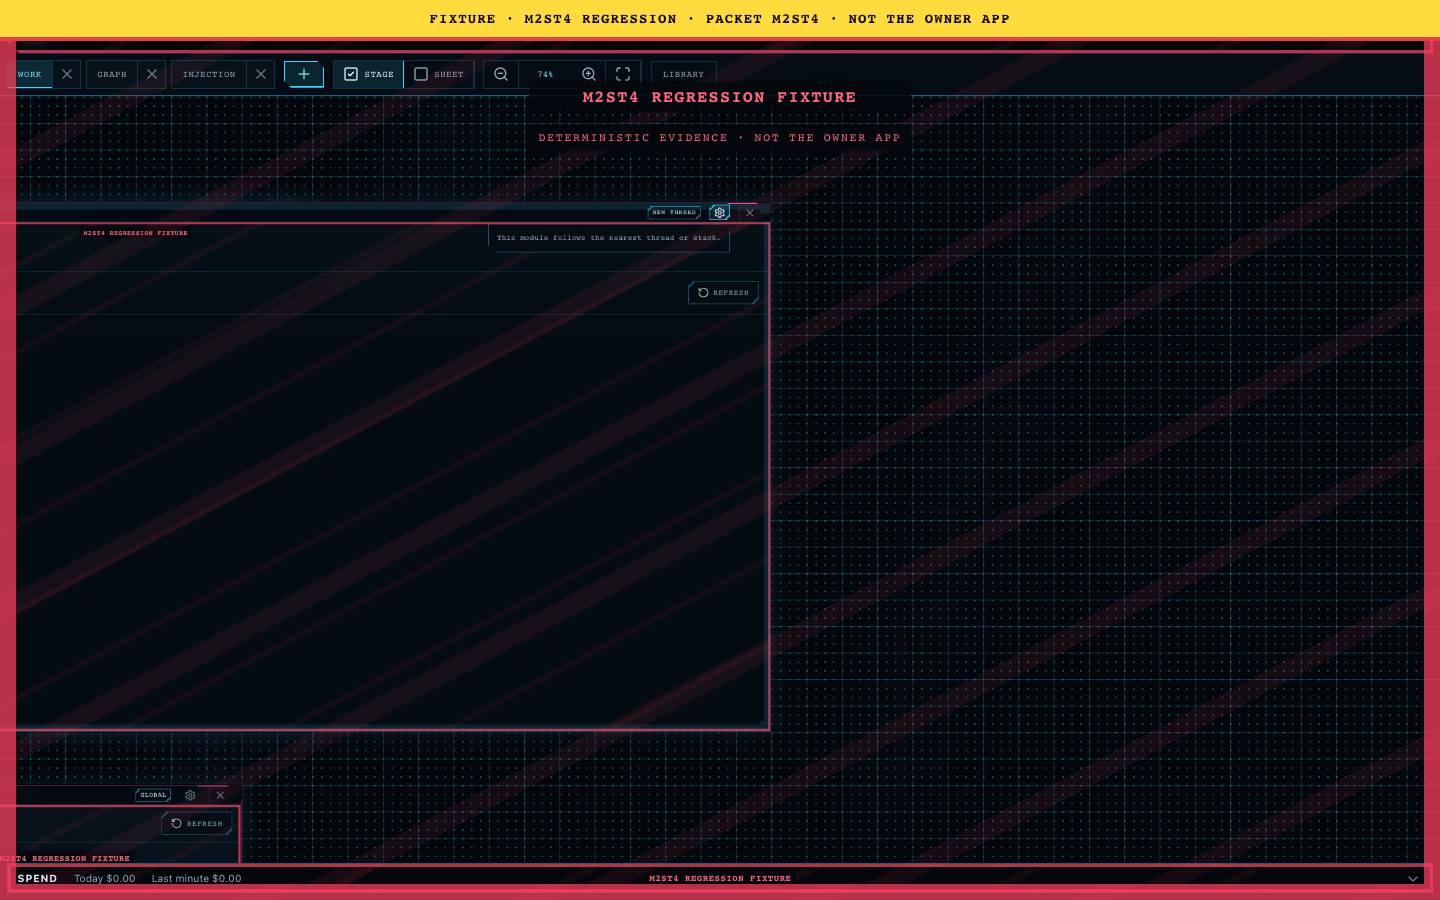 FIXTURE · M2ST4 REGRESSION · PACKET M2ST4 · NOT THE OWNER APP
WORK GRAPH INJECTION STAGE SHEET 74% LIBRARY
M2ST4 REGRESSION FIXTURE
DETERMINISTIC EVIDENCE · NOT THE OWNER APP
NEW THREAD
M2ST4 REGRESSION FIXTURE
This module follows the nearest thread or stack.
REFRESH
GLOBAL
REFRESH
M2ST4 REGRESSION FIXTURE
SPEND Today $0.00 Last minute $0.00 M2ST4 REGRESSION FIXTURE